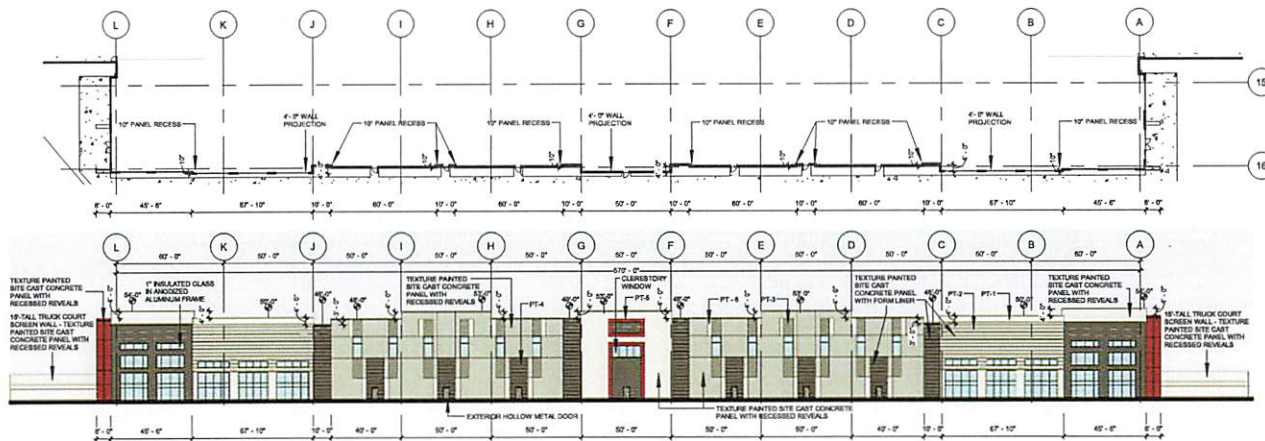 L K J I H G F E D C B A
15
10" PANEL RECESS
4'- 0" WALL
PROJECTION
10" PANEL RECESS
10" PANEL RECESS
4'- 0" WALL
PROJECTION
10" PANEL RECESS
10" PANEL RECESS
4'- 0" WALL
PROJECTION
10" PANEL RECESS
16
45' - 6" 67' - 10" 10' - 0" 60' - 0" 10' - 0" 60' - 0" 10' - 0" 50' - 0" 10' - 0" 60' - 0" 10' - 0" 60' - 0" 10' - 0" 67' - 10" 45' - 6"
L K J I H G F E D C B A
60' - 0" 50' - 0" 50' - 0" 50' - 0" 50' - 0" 50' - 0" 50' - 0" 50' - 0" 50' - 0" 50' - 0" 60' - 0"
570' - 0"
TEXTURE PAINTED
SITE CAST CONCRETE
PANEL WITH
RECESSED REVEALS
18'-TALL TRUCK COURT
SCREEN WALL - TEXTURE
PAINTED SITE CAST
CONCRETE PANEL WITH
RECESSED REVEALS
1" INSULATED GLASS
IN ANODIZED
ALUMINUM FRAME
TEXTURE PAINTED
SITE CAST CONCRETE
PANEL WITH
RECESSED REVEALS
PT-4
CLERESTORY
WINDOW
PT-5
PT - 6
PT-3
TEXTURE PAINTED
SITE CAST
CONCRETE PANEL
WITH FORM LINER
PT-2
PT-1
TEXTURE PAINTED
SITE CAST CONCRETE
PANEL WITH
RECESSED REVEALS
18'-TALL TRUCK COURT
SCREEN WALL - TEXTURE
PAINTED SITE CAST
CONCRETE PANEL WITH
RECESSED REVEALS
EXTERIOR HOLLOW METAL DOOR
TEXTURE PAINTED SITE CAST CONCRETE
PANEL WITH RECESSED REVEALS
45' - 6" 67' - 10" 10' - 0" 40' - 0" 50' - 0" 50' - 0" 50' - 0" 50' - 0" 50' - 0" 50' - 0" 40' - 0" 10' - 0" 67' - 10" 45' - 6"